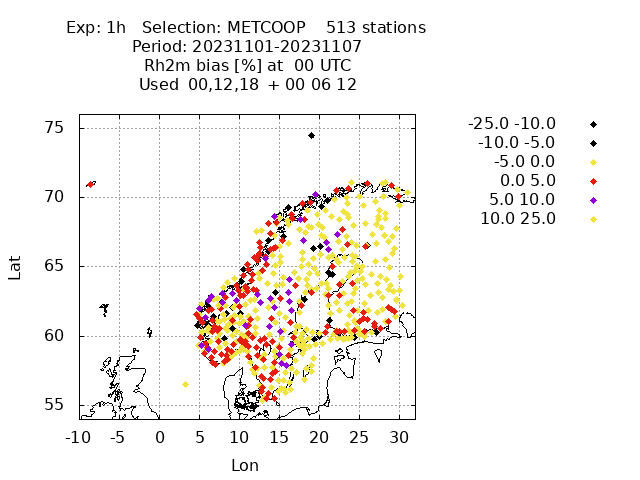 Exp: 1h   Selection: METCOOP    513 stations
Period: 20231101-20231107
Rh2m bias [%] at  00 UTC
Used  00,12,18  + 00 06 12
-25.0 -10.0
-10.0 -5.0
-5.0 0.0
0.0 5.0
5.0 10.0
10.0 25.0
75
70
65
60
55
Lat
-10 -5 0 5 10 15 20 25 30
Lon